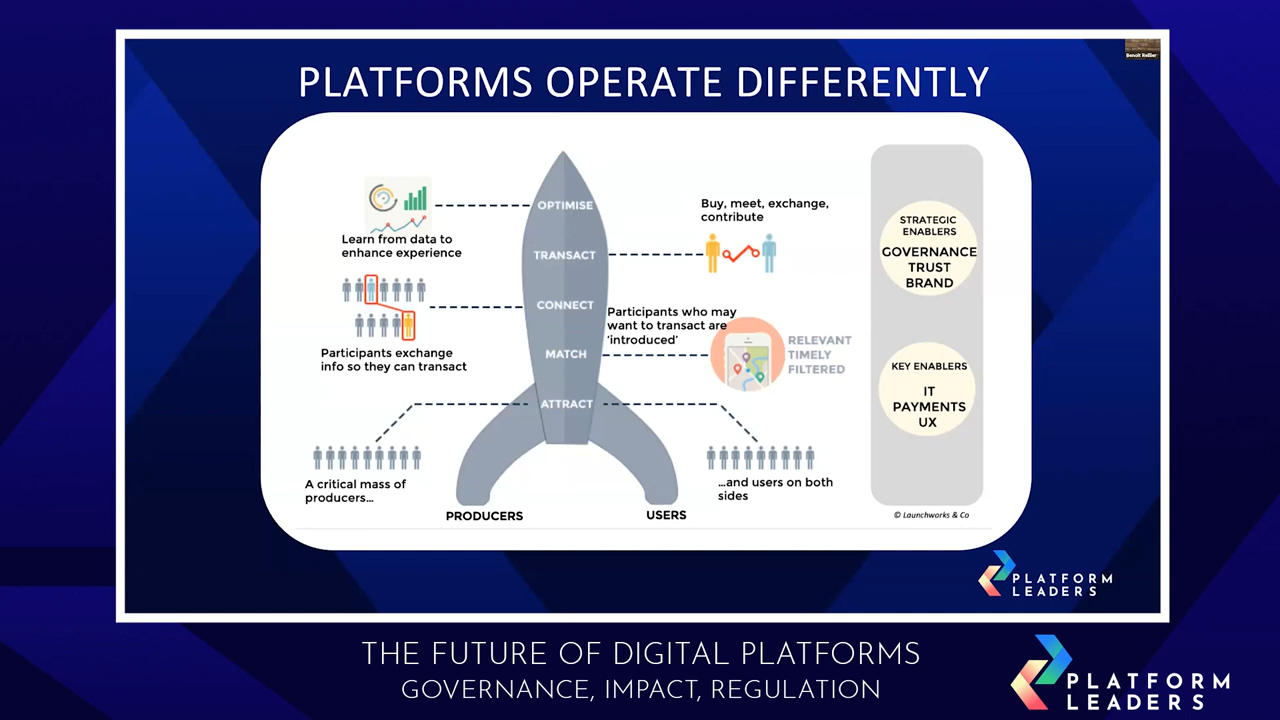 Benoit Reillier
PLATFORMS OPERATE DIFFERENTLY
OPTIMISE
Learn from data to
enhance experience
TRANSACT
Buy, meet, exchange,
contribute
CONNECT
Participants exchange
info so they can transact
MATCH
Participants who may
want to transact are
‘introduced’
RELEVANT
TIMELY
FILTERED
ATTRACT
A critical mass of
producers...
...and users on both
sides
PRODUCERS
USERS
STRATEGIC
ENABLERS
GOVERNANCE
TRUST
BRAND
KEY ENABLERS
IT
PAYMENTS
UX
© Launchworks & Co
PLATFORM
LEADERS
THE FUTURE OF DIGITAL PLATFORMS
GOVERNANCE, IMPACT, REGULATION
PLATFORM
LEADERS